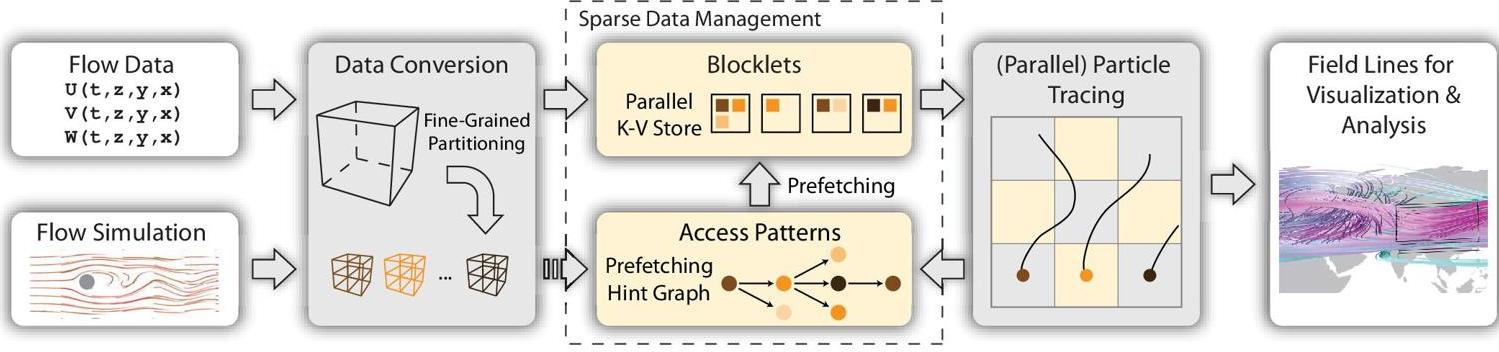 Sparse Data Management
Flow Data
U(t,z,y,x)
V(t,z,y,x)
W(t,z,y,x)
Flow Simulation
Data Conversion
Fine-Grained
Partitioning
...
Blocklets
Parallel
K-V Store
Prefetching
Access Patterns
Prefetching
Hint Graph
(Parallel) Particle
Tracing
Field Lines for
Visualization &
Analysis